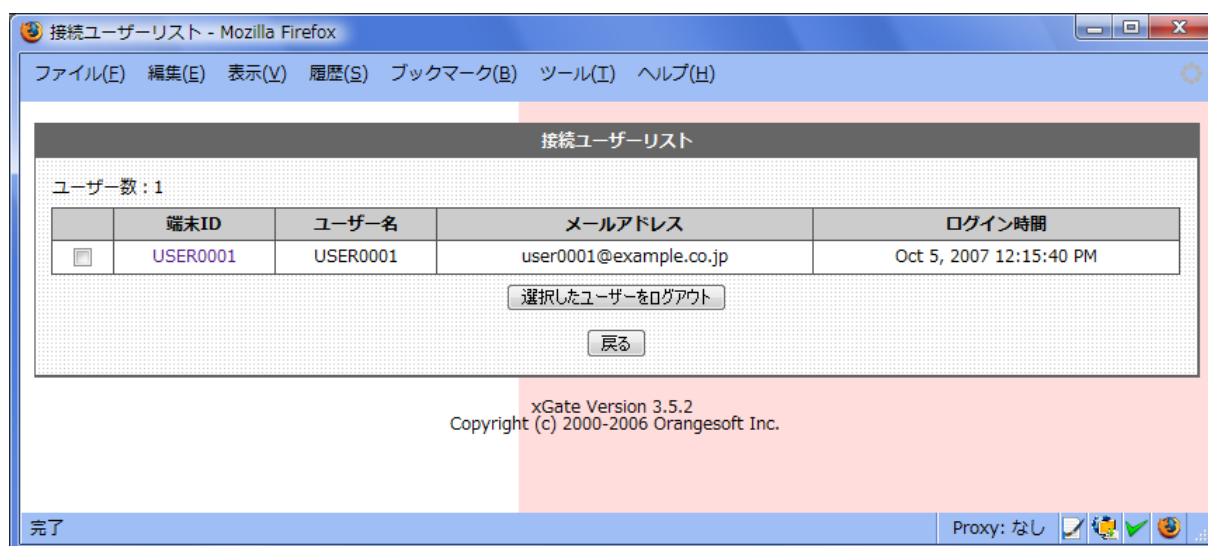 接続ユーザーリスト - Mozilla Firefox
ファイル(F) 編集(E) 表示(V) 履歴(S) ブックマーク(B) ツール(T) ヘルプ(H)
接続ユーザーリスト
ユーザー数 : 1
端末ID ユーザー名 メールアドレス ログイン時間
USER0001 USER0001 user0001@example.co.jp Oct 5, 2007 12:15:40 PM
選択したユーザーをログアウト
戻る
xGate Version 3.5.2
Copyright (c) 2000-2006 Orangesoft Inc.
完了 Proxy: なし